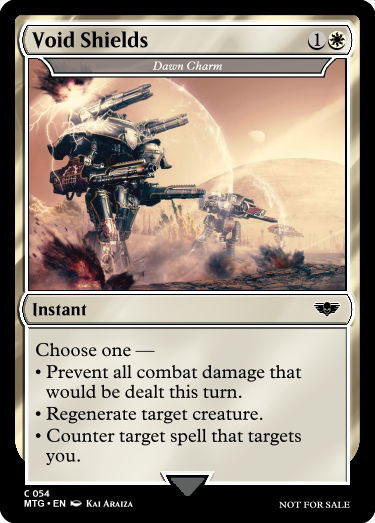 Void Shields 1
Dawn Charm
Instant
Choose one —
• Prevent all combat damage that
would be dealt this turn.
• Regenerate target creature.
• Counter target spell that targets
you.
C 054
MTG • EN Kai Araiza
NOT FOR SALE